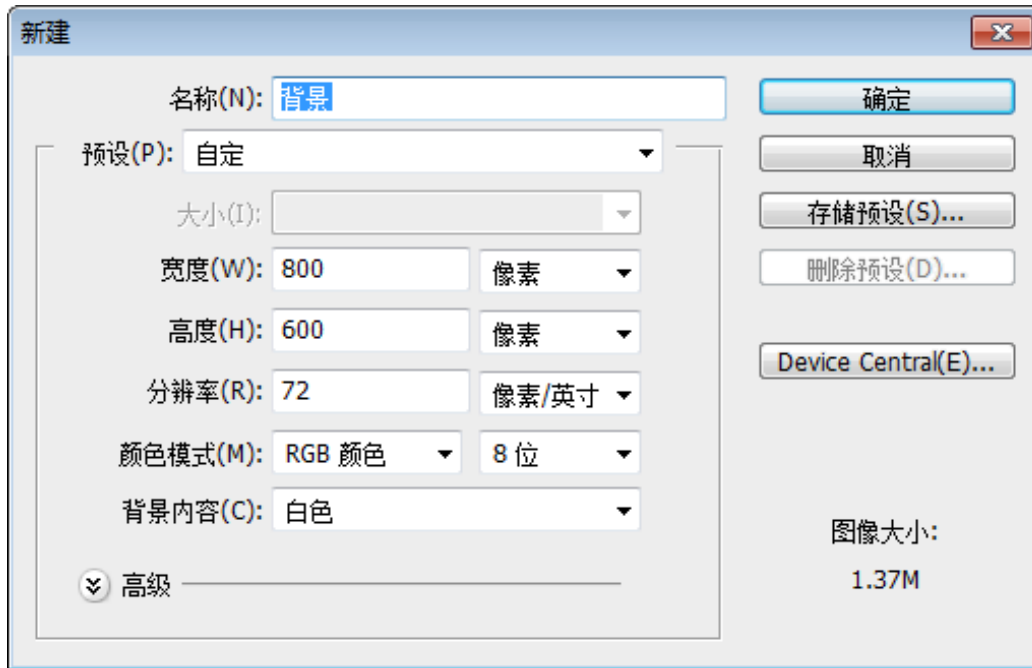 新建
名称(N): 背景
确定
预设(P): 自定
取消
大小(I):
存储预设(S)...
宽度(W): 800 像素
删除预设(D)...
高度(H): 600 像素
Device Central(E)...
分辨率(R): 72 像素/英寸
颜色模式(M): RGB 颜色 8 位
背景内容(C): 白色
图像大小:
高级
1.37M